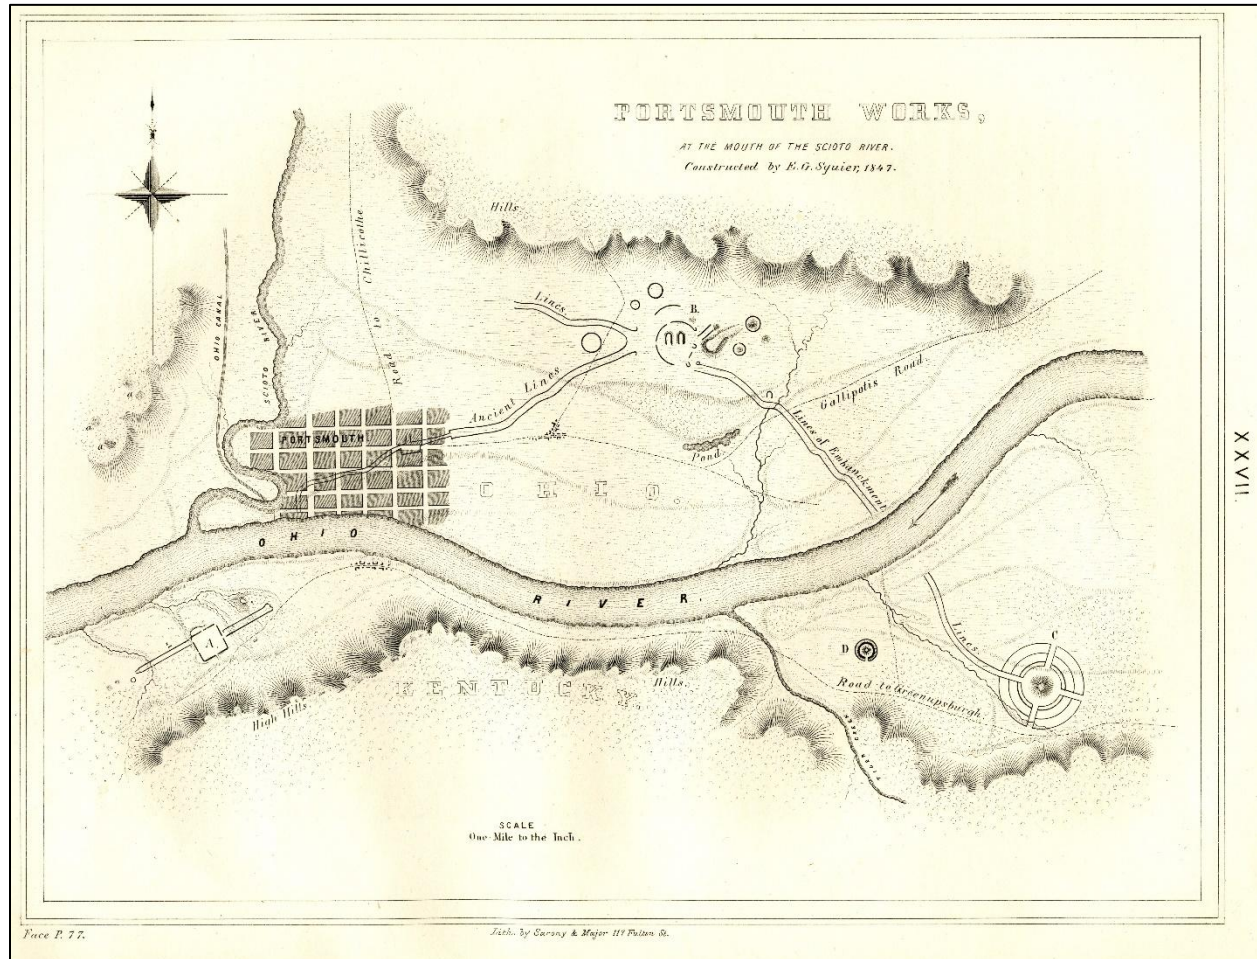 PORTSMOUTH WORKS,
AT THE MOUTH OF THE SCIOTO RIVER.
Constructed by E. G. Squier, 1847.
Hills
Road to Chillicothe
OHIO CANAL
SCIOTO RIVER
Lines
B.
Ancient Lines
Gallipolis Road.
PORTSMOUTH
Pond
Lines of Embankment
OHIO.
a
a
a
XXVII.
OHIO RIVER.
A
D
Lines
C
Road to Greenupsburgh
KENTUCKY.
Hills.
High Hills
TYGER CREEK
SCALE
One Mile to the Inch.
Face P. 77.
Lith. by Sarony & Major 117 Fulton St.